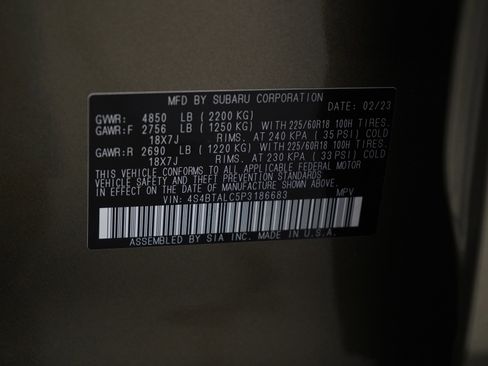 MFD BY SUBARU CORPORATION
DATE: 02/23
GVWR: 4850 LB ( 2200 KG)
GAWR:F 2756 LB ( 1250 KG) WITH 225/60R18 100H TIRES.
18X7J RIMS. AT 240 KPA ( 35 PSI) COLD
GAWR:R 2690 LB ( 1220 KG) WITH 225/60R18 100H TIRES.
18X7J RIMS. AT 230 KPA ( 33 PSI) COLD
THIS VEHICLE CONFORMS TO ALL APPLICABLE FEDERAL MOTOR
VEHICLE SAFETY AND THEFT PREVENTION STANDARDS
IN EFFECT ON THE DATE OF MANUFACTURE SHOWN ABOVE.
VIN: 4S4BTALC5P3186683 MPV
ASSEMBLED BY SIA INC. MADE IN U.S.A.